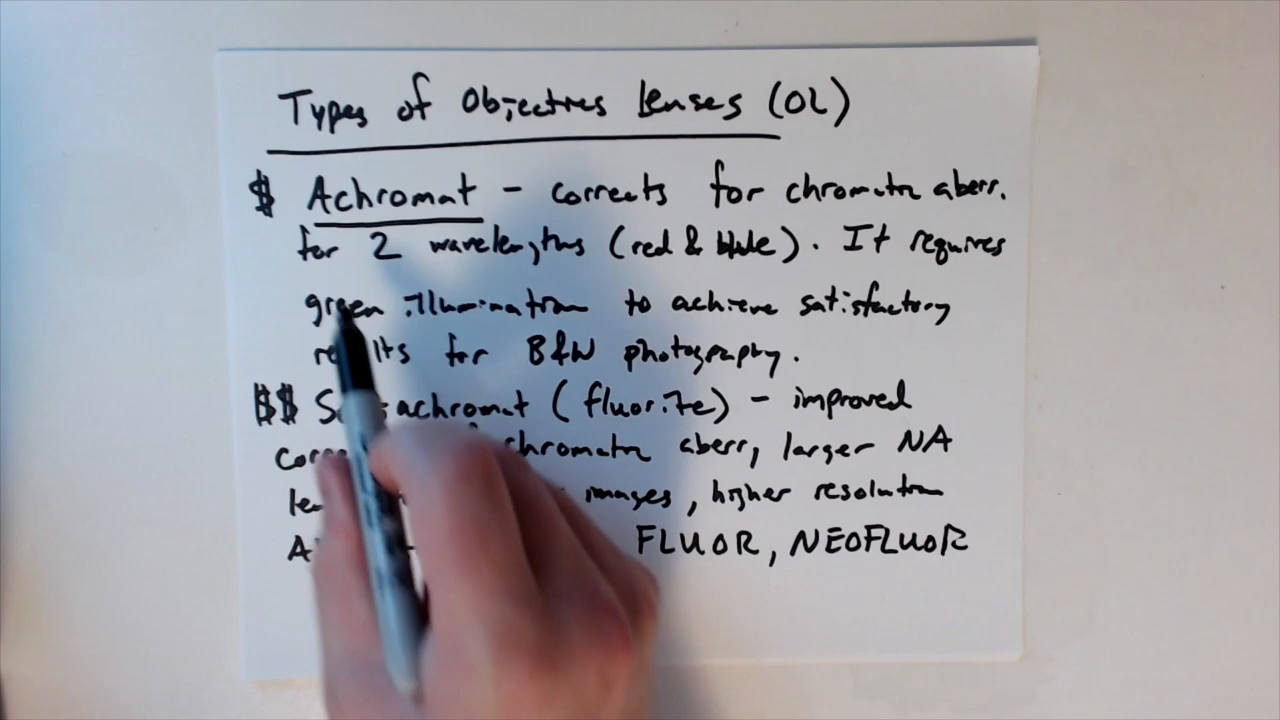 Types of Objectives Lenses (OL)
$ Achromat - corrects for chromatic aberr.
for 2 wavelengths (red & blue). It requires
green illumination to achieve satisfactory
results for B&W photography.
$$ achromat (fluorite) - improved
chromatic aberr, larger NA
images, higher resolution
FLUOR, NEOFLUOR